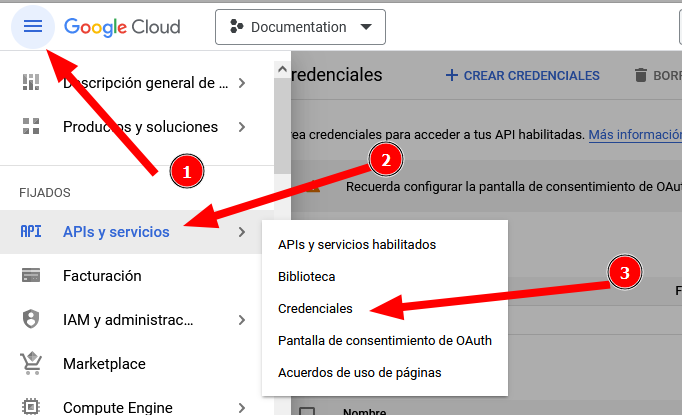 Google Cloud
Documentation
Descripción general de ...
redenciales
CREAR CREDENCIALES
BORR
Productos y soluciones
1
rea credenciales para acceder a tus API habilitadas. Más información
2
FIJADOS
Recuerda configurar la pantalla de consentimiento de OAu
API
APIs y servicios
APIs y servicios habilitados
Facturación
Biblioteca
3
Credenciales
F
IAM y administrac...
Pantalla de consentimiento de OAuth
Marketplace
Acuerdos de uso de páginas
Compute Engine
Nombre